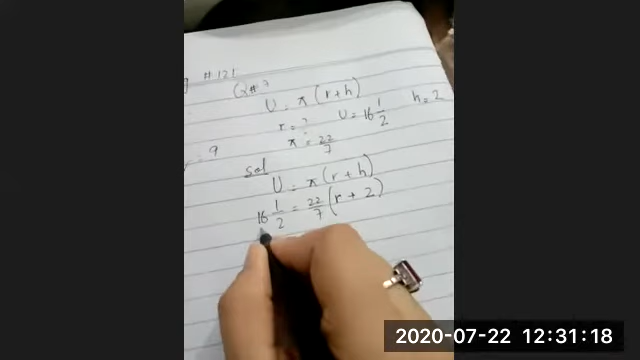 #121
Q#7
U = π(r+h)
r = ? U = 16 1/2 h = 2
π = 22/7
9
Sol
U = π(r+h)
16 1/2 = 22/7 (r + 2)
2020-07-22 12:31:18